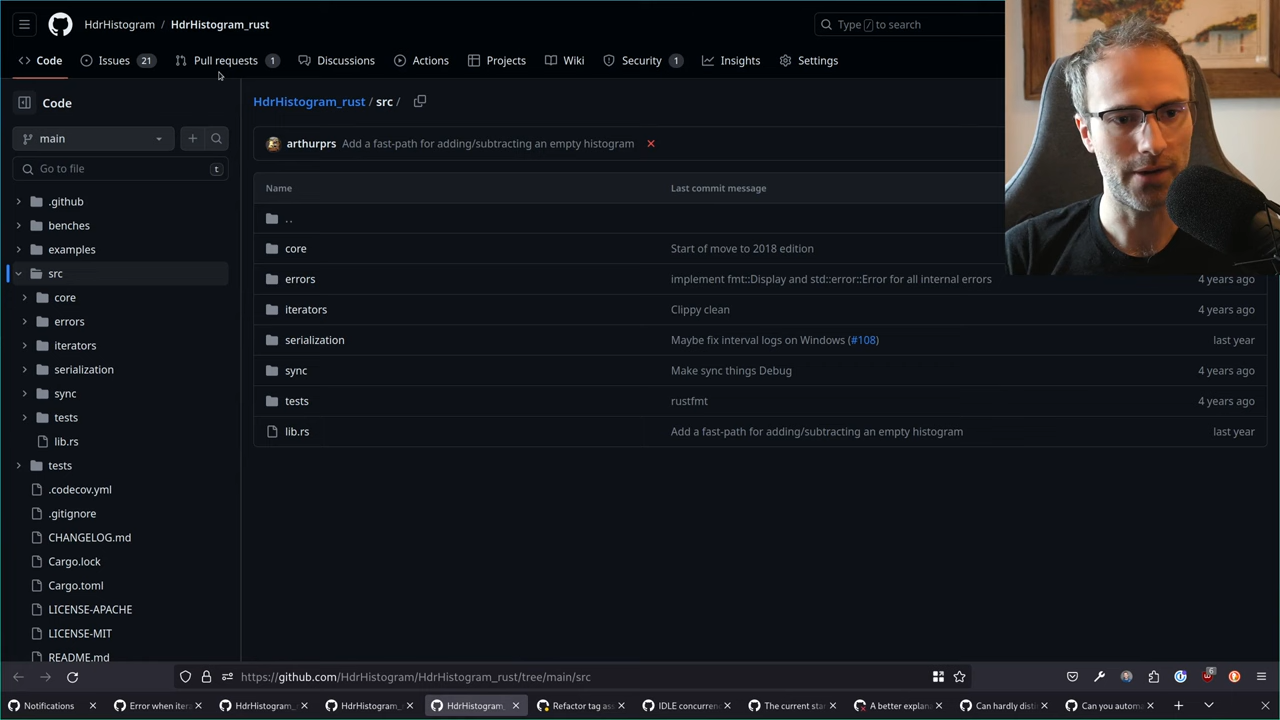 HdrHistogram / HdrHistogram_rust
Type / to search
Code
Issues 21
Pull requests 1
Discussions
Actions
Projects
Wiki
Security 1
Insights
Settings
Code
main
Go to file t
.github
benches
examples
src
core
errors
iterators
serialization
sync
tests
lib.rs
tests
.codecov.yml
.gitignore
CHANGELOG.md
Cargo.lock
Cargo.toml
LICENSE-APACHE
LICENSE-MIT
README.md
HdrHistogram_rust / src /
arthurprs Add a fast-path for adding/subtracting an empty histogram
Name Last commit message
..
core Start of move to 2018 edition
errors implement fmt::Display and std::error::Error for all internal errors 4 years ago
iterators Clippy clean 4 years ago
serialization Maybe fix interval logs on Windows (#108) last year
sync Make sync things Debug 4 years ago
tests rustfmt 4 years ago
lib.rs Add a fast-path for adding/subtracting an empty histogram last year
https://github.com/HdrHistogram/HdrHistogram_rust/tree/main/src
6
Notifications
Error when itera
HdrHistogram_
HdrHistogram_
HdrHistogram_
Refactor tag ass
IDLE concurrenc
The current sta
A better explana
Can hardly disti
Can you automa